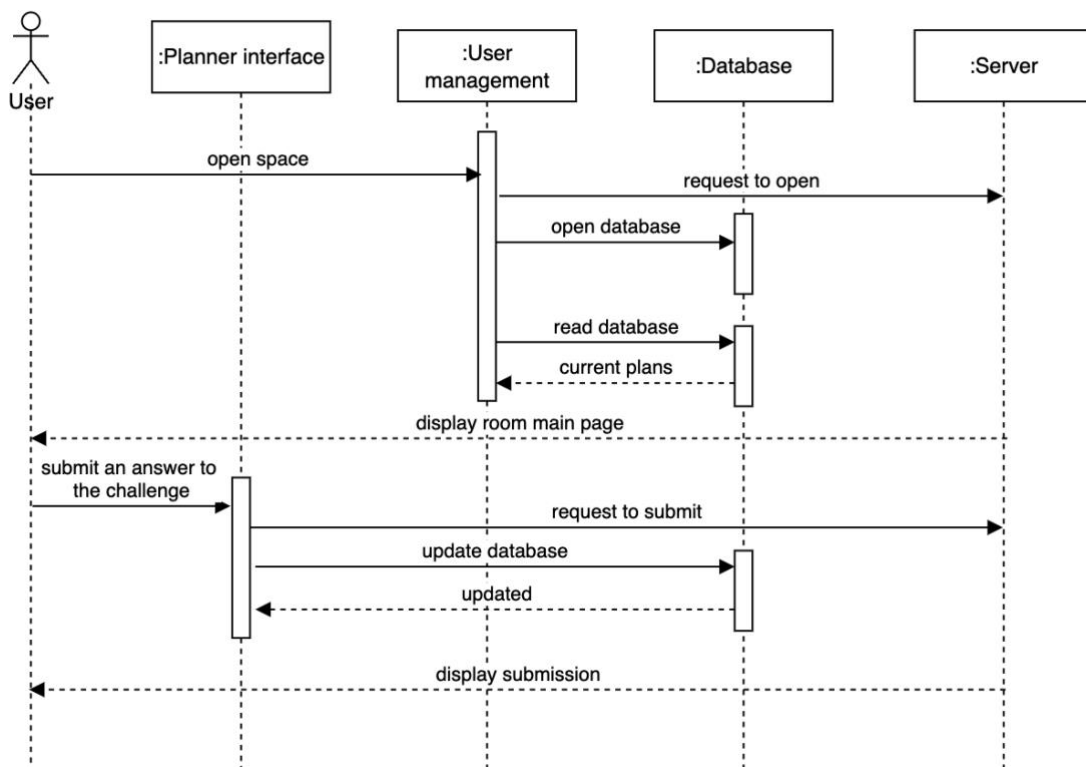 :Planner interface
:User
management
:Database
:Server
User
open space
request to open
open database
read database
current plans
display room main page
submit an answer to
the challenge
request to submit
update database
updated
display submission